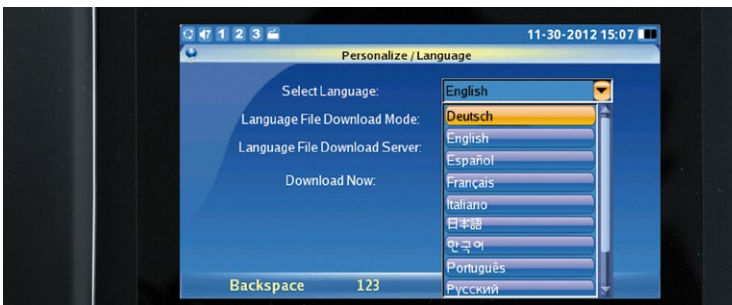 1 2 3 11-30-2012 15:07
Personalize / Language
Select Language: English
Language File Download Mode: Deutsch
English
Language File Download Server:
Español
Download Now: Français
Italiano
日本語
한국어
Português
Backspace 123 Русский